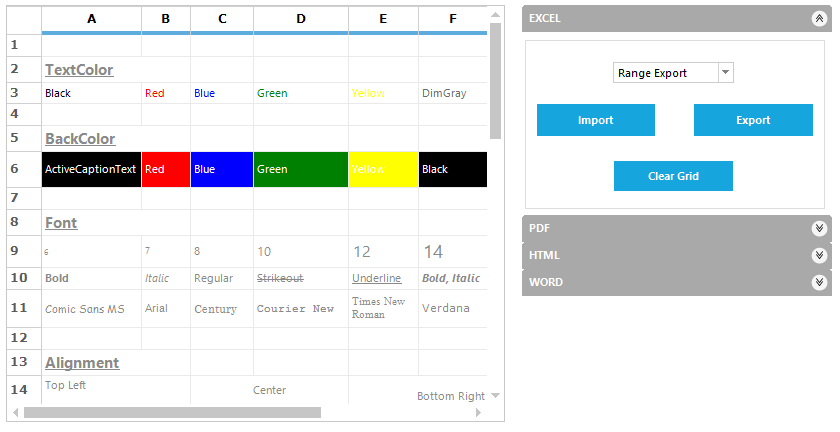 A B C D E F
1
2 TextColor
3 Black Red Blue Green Yellow DimGray
4
5 BackColor
6 ActiveCaptionText Red Blue Green Yellow Black
7
8 Font
9 6 7 8 10 12 14
10 Bold Italic Regular Strikeout Underline Bold, Italic
11 Comic Sans MS Arial Century Courier New Times New
Roman Verdana
12
13 Alignment
14 Top Left Center Bottom Right
EXCEL
Range Export
Import Export
Clear Grid
PDF
HTML
WORD